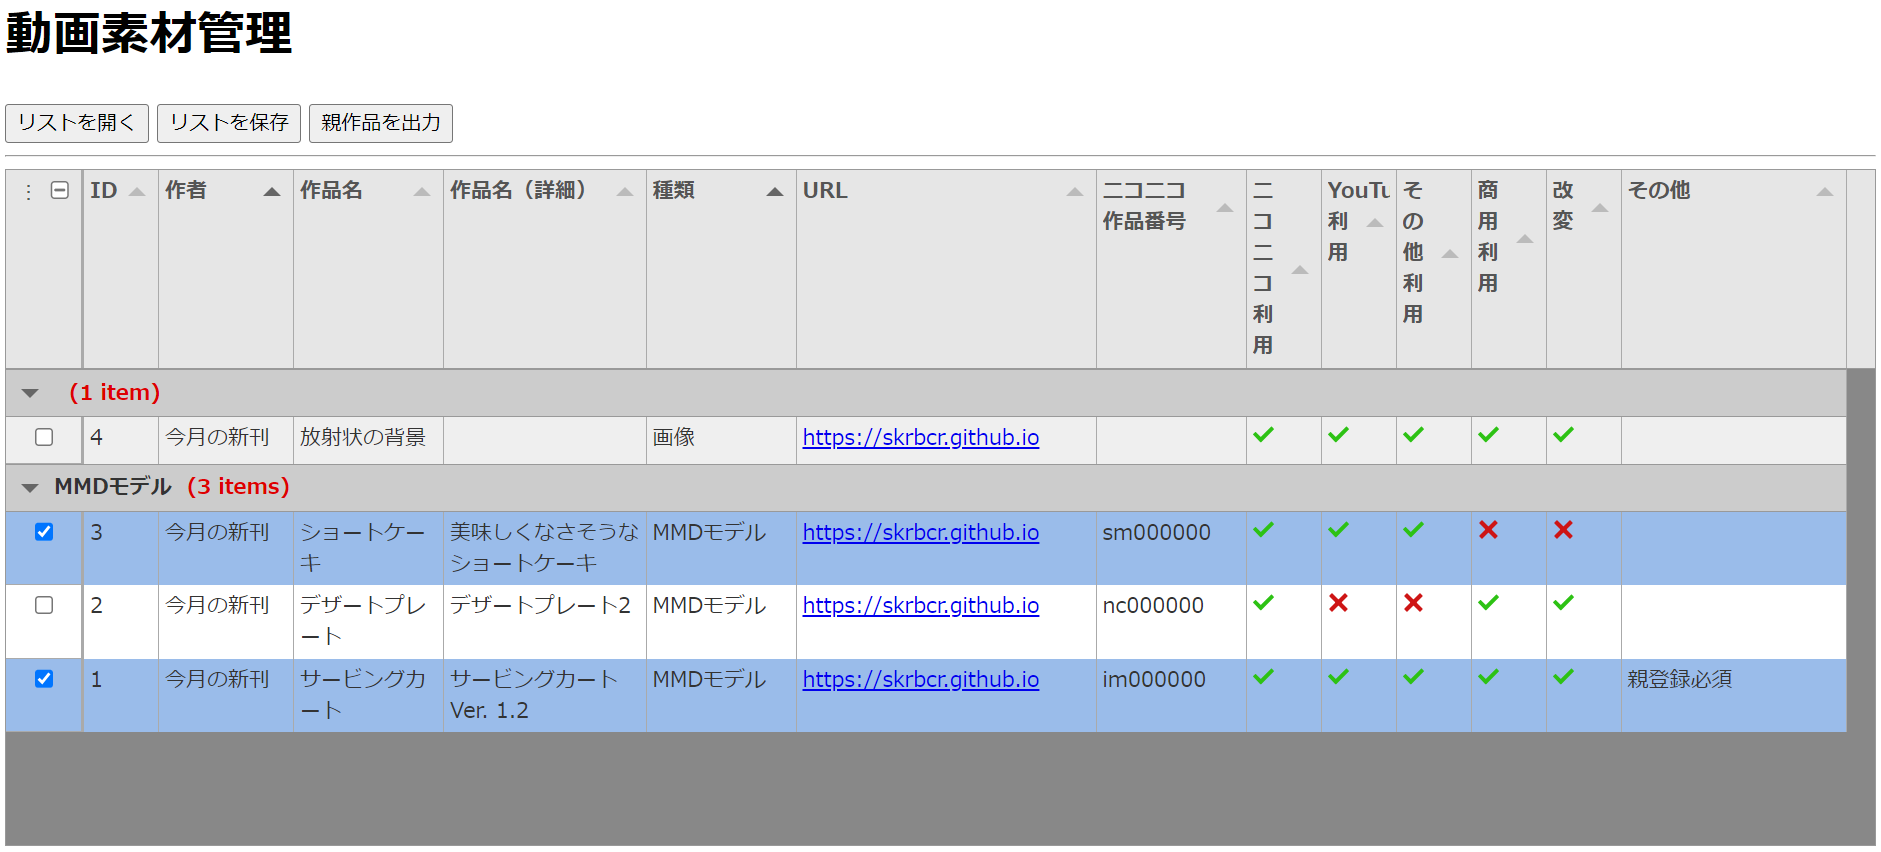 動画素材管理
リストを開く リストを保存 親作品を出力
ID 作者 作品名 作品名（詳細） 種類 URL ニコニコ作品番号 ニコニコ利用 YouTu利用 その他利用 商用利用 改変 その他
(1 item)
4 今月の新刊 放射状の背景 画像 https://skrbcr.github.io
MMDモデル (3 items)
3 今月の新刊 ショートケーキ 美味しくなさそうなショートケーキ MMDモデル https://skrbcr.github.io sm000000
2 今月の新刊 デザートプレート デザートプレート2 MMDモデル https://skrbcr.github.io nc000000
1 今月の新刊 サービングカート サービングカート Ver. 1.2 MMDモデル https://skrbcr.github.io im000000 親登録必須